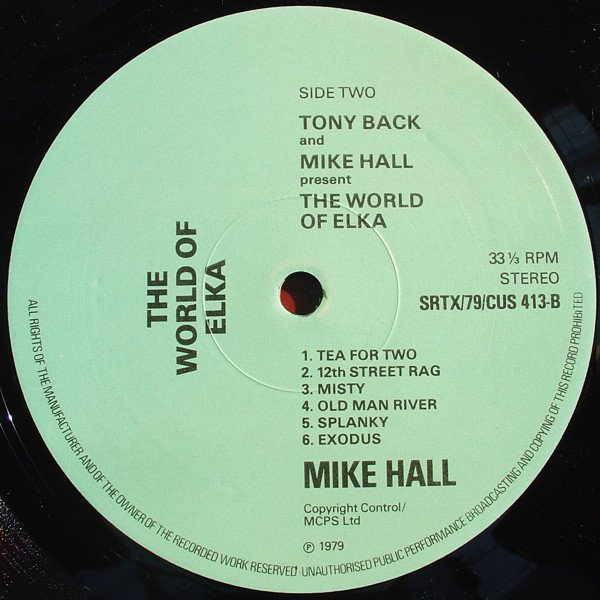 SIDE TWO
TONY BACK
and
MIKE HALL
present
THE WORLD
OF ELKA
THE
WORLD OF
ELKA
33 ⅓ RPM
STEREO
SRTX/79/CUS 413-B
1. TEA FOR TWO
2. 12th STREET RAG
3. MISTY
4. OLD MAN RIVER
5. SPLANKY
6. EXODUS
MIKE HALL
Copyright Control/
MCPS Ltd
℗ 1979
ALL RIGHTS OF THE MANUFACTURER AND OF THE OWNER OF THE RECORDED WORK RESERVED·UNAUTHORISED PUBLIC PERFORMANCE BROADCASTING AND COPYING OF THIS RECORD PROHIBITED